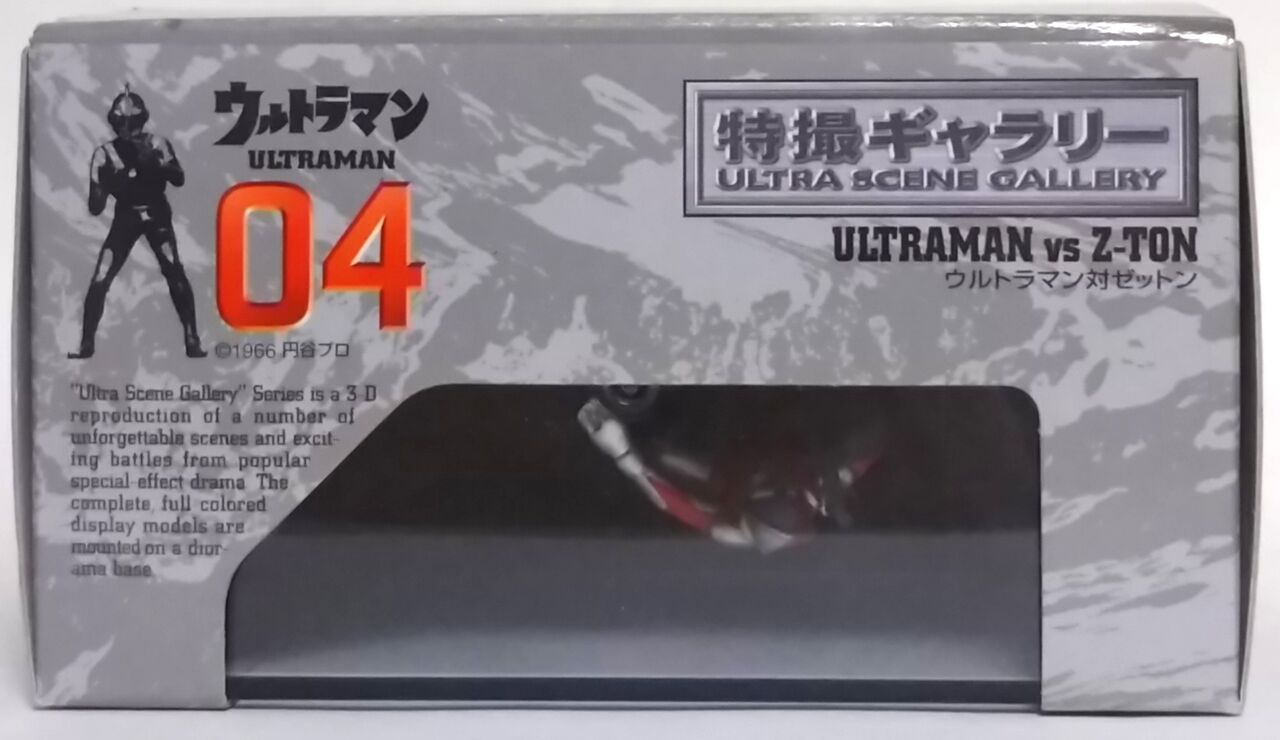 ウルトラマン
ULTRAMAN
04
©1966 円谷プロ
特撮ギャラリー
ULTRA SCENE GALLERY
ULTRAMAN vs Z-TON
ウルトラマン対ゼットン
"Ultra Scene Gallery" Series is a 3-D
reproduction of a number of
unforgettable scenes and excit-
ing battles from popular
special effect drama. The
complete, full colored
display models are
mounted on a dior-
ama base.